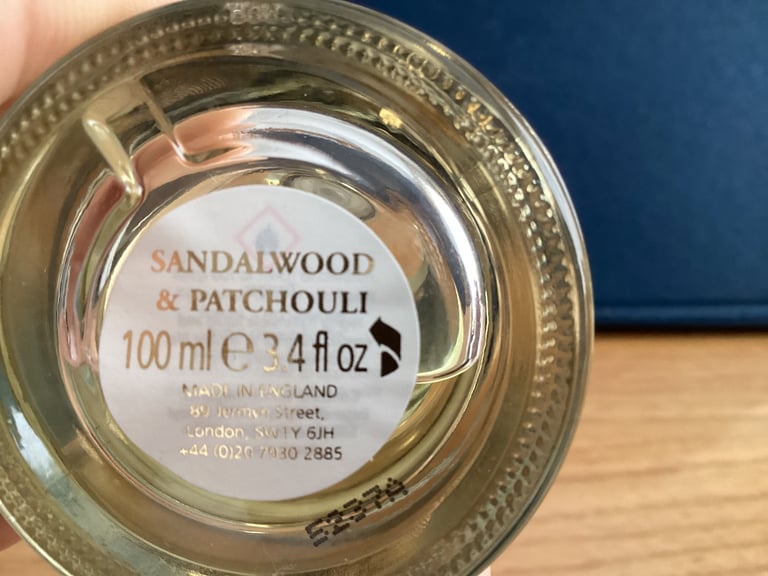 SANDALWOOD
& PATCHOULI
100 ml ℮ 3.4 fl oz
MADE IN ENGLAND
89 Jermyn Street,
London, SW1Y 6JH
+44 (0)20 7930 2885
5237A